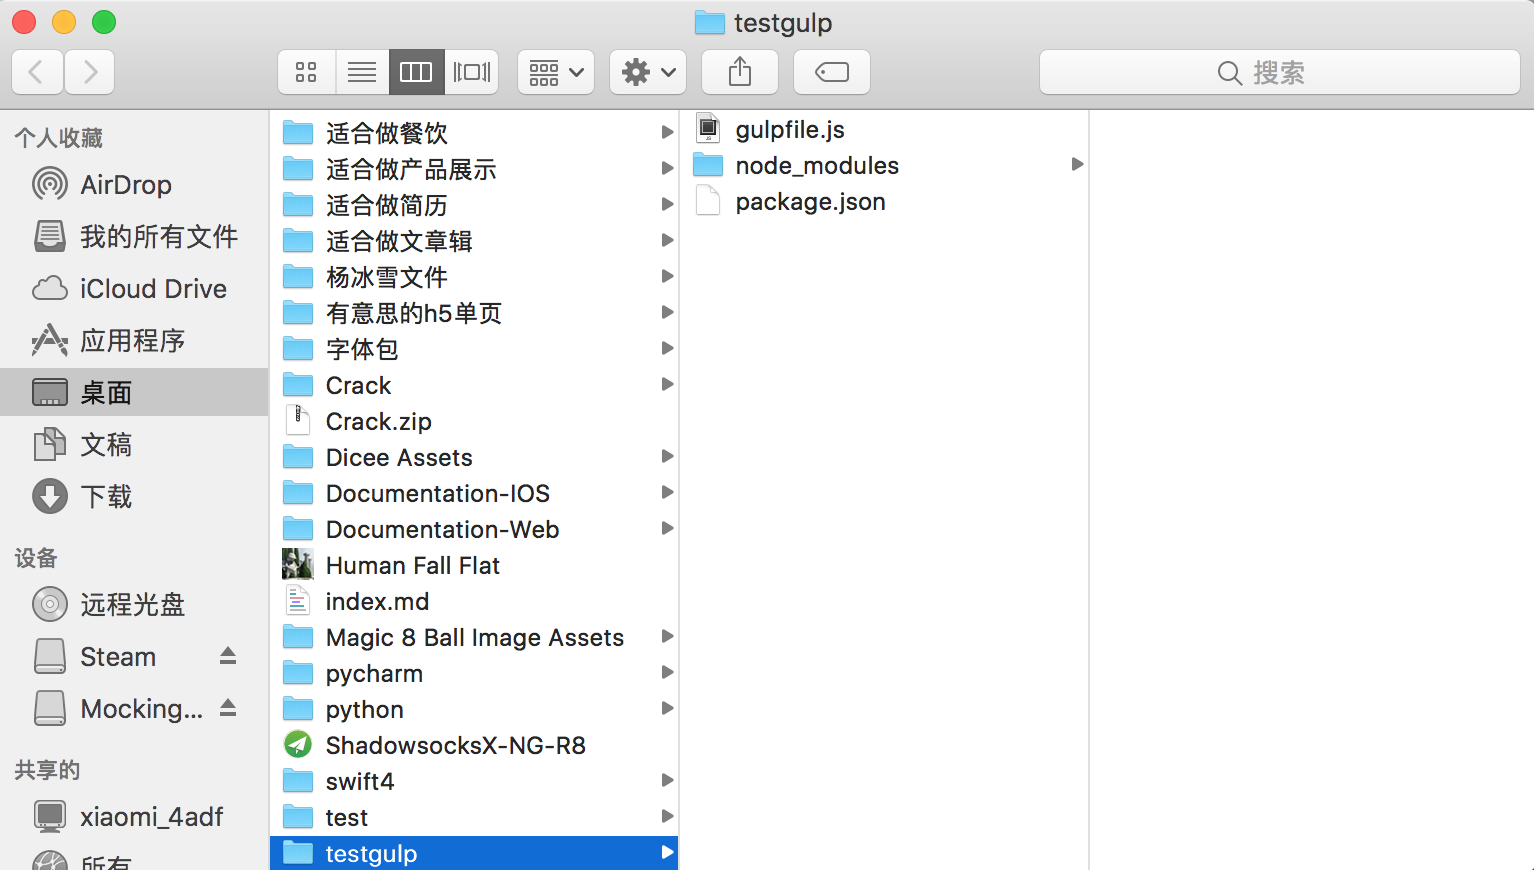 testgulp
搜索
个人收藏
AirDrop
我的所有文件
iCloud Drive
应用程序
桌面
文稿
下载
设备
远程光盘
Steam
Mocking...
共享的
xiaomi_4adf
所有
适合做餐饮
适合做产品展示
适合做简历
适合做文章辑
杨冰雪文件
有意思的h5单页
字体包
Crack
Crack.zip
Dicee Assets
Documentation-IOS
Documentation-Web
Human Fall Flat
index.md
Magic 8 Ball Image Assets
pycharm
python
ShadowsocksX-NG-R8
swift4
test
testgulp
gulpfile.js
node_modules
package.json